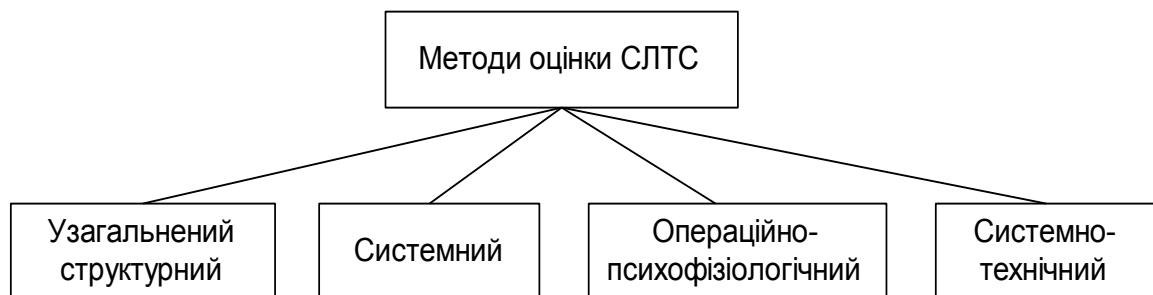 Методи оцінки СЛТС
Узагальнений
структурний
Системний
Операційно-
психофізіологічний
Системно-
технічний